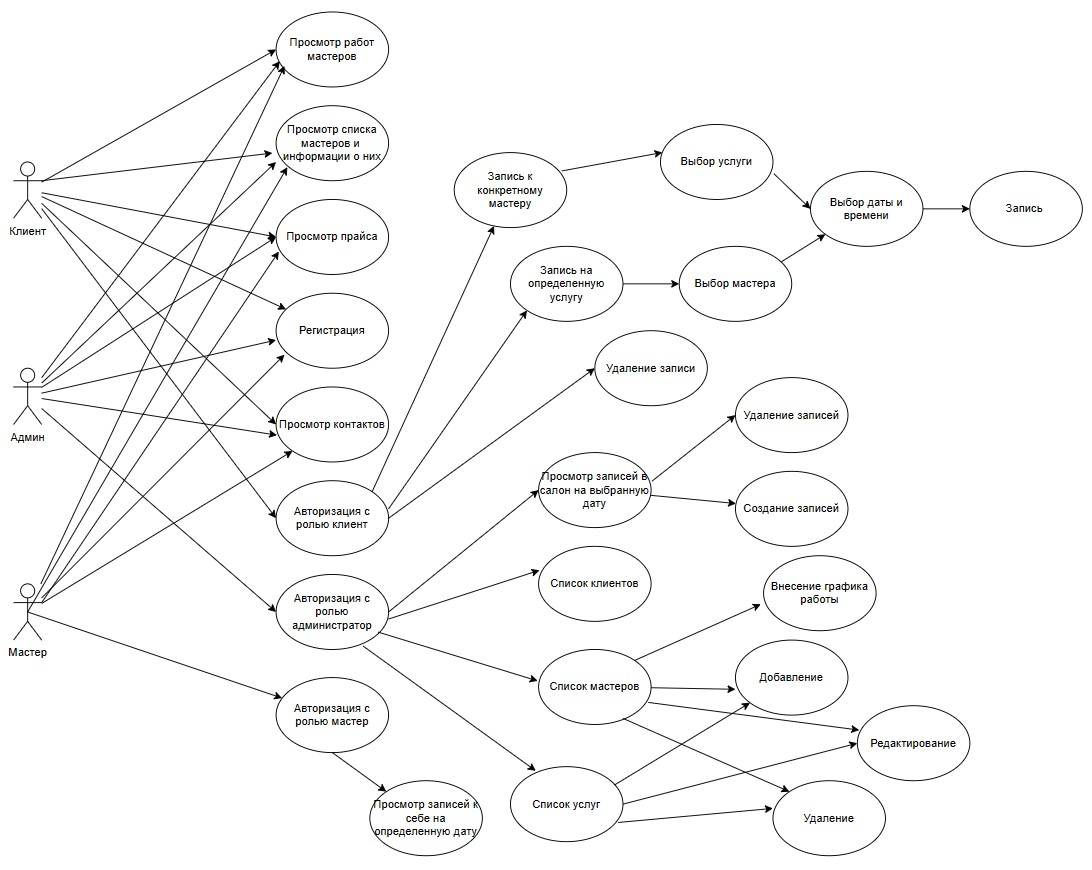 Просмотр работ
мастеров
Просмотр списка
мастеров и
информации о них
Клиент
Просмотр прайса
Регистрация
Админ
Просмотр контактов
Авторизация с
ролью клиент
Авторизация с
ролью
администратор
Мастер
Авторизация с
ролью мастер
Просмотр записей к
себе на
определенную дату
Запись к
конкретному
мастеру
Выбор услуги
Выбор даты и
времени
Запись
Запись на
определенную
услугу
Выбор мастера
Удаление записи
Просмотр записей в
салон на выбранную
дату
Удаление записей
Создание записей
Список клиентов
Внесение графика
работы
Список мастеров
Добавление
Редактирование
Список услуг
Удаление